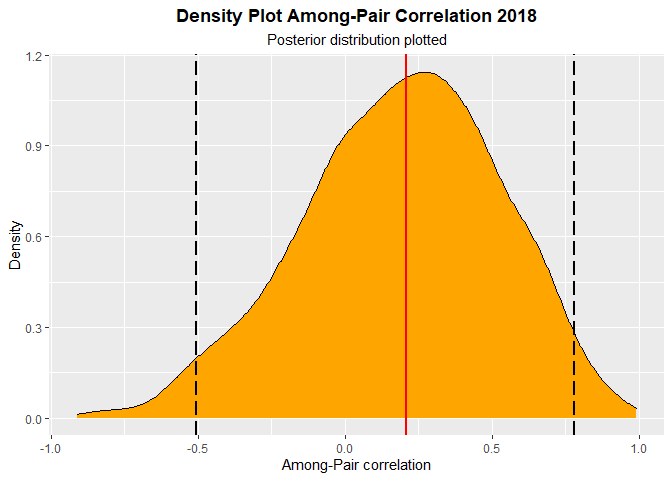 Density Plot Among-Pair Correlation 2018
Posterior distribution plotted
1.2
0.9
0.6
0.3
0.0
Density
-1.0 -0.5 0.0 0.5 1.0
Among-Pair correlation